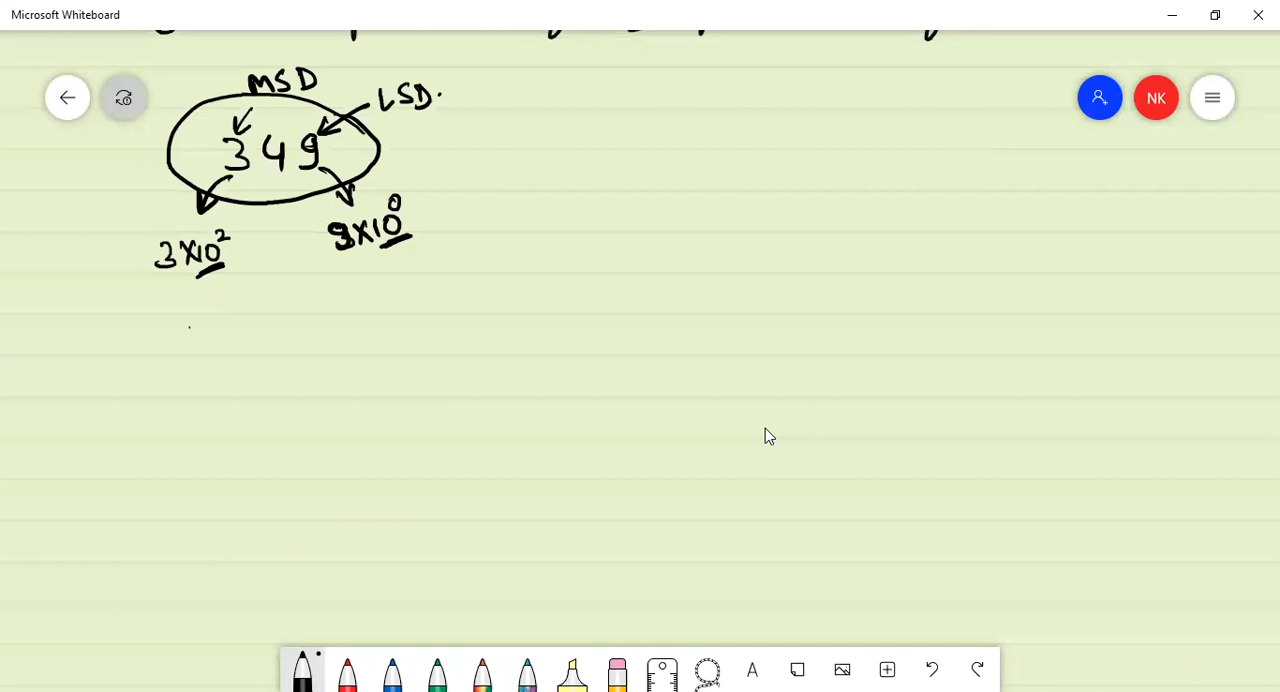 Microsoft Whiteboard
MSD
LSD.
NK
349
3×10²
9×10⁰
A